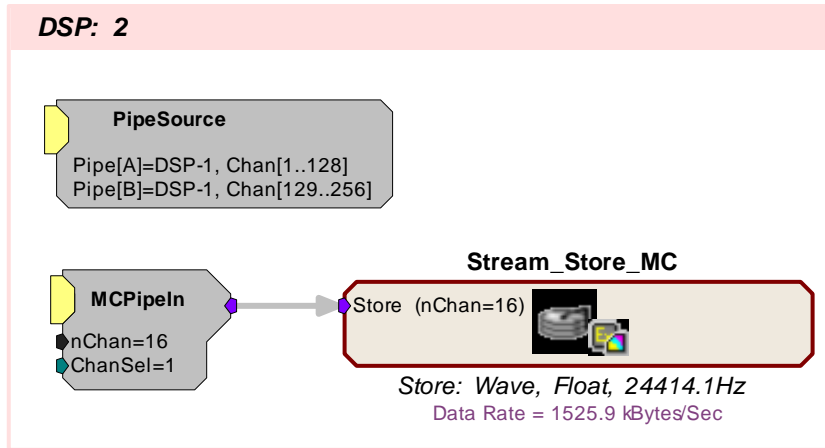 DSP: 2
PipeSource
Pipe[A]=DSP-1, Chan[1..128]
Pipe[B]=DSP-1, Chan[129..256]
Stream_Store_MC
MCPipeIn
nChan=16
ChanSel=1
Store (nChan=16)
Store: Wave, Float, 24414.1Hz
Data Rate = 1525.9 kBytes/Sec